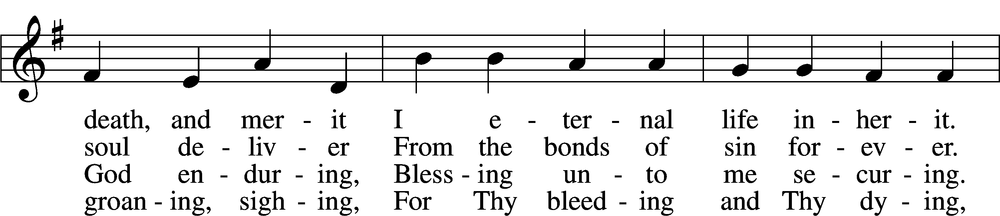 death, and mer - it I e - ter - nal life in - her - it.
soul de - liv - er From the bonds of sin for - ev - er.
God en - dur - ing, Bless - ing un - to me se - cur - ing.
groan - ing, sigh - ing, For Thy bleed - ing and Thy dy - ing,